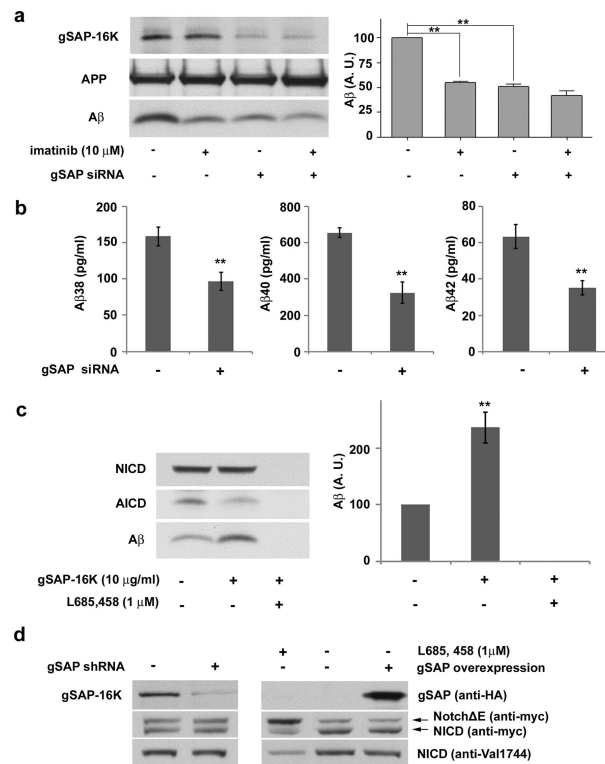 a
gSAP-16K
APP
Aβ
imatinib (10 μM) - + - +
gSAP siRNA - - + +
Aβ (A. U.)
100
75
50
25
0
**
**
- + - +
- - + +
b
Aβ38 (pg/ml)
200
150
100
50
0
**
gSAP siRNA - +
Aβ40 (pg/ml)
800
600
400
200
0
**
- +
Aβ42 (pg/ml)
80
60
40
20
0
**
- +
c
NICD
AICD
Aβ
gSAP-16K (10 μg/ml) - + +
L685,458 (1 μM) - - +
Aβ (A. U.)
200
100
0
**
- + +
- - +
d
gSAP shRNA - +
gSAP-16K
+ - - L685, 458 (1μM)
- - + gSAP overexpression
gSAP (anti-HA)
NotchΔE (anti-myc)
NICD (anti-myc)
NICD (anti-Val1744)